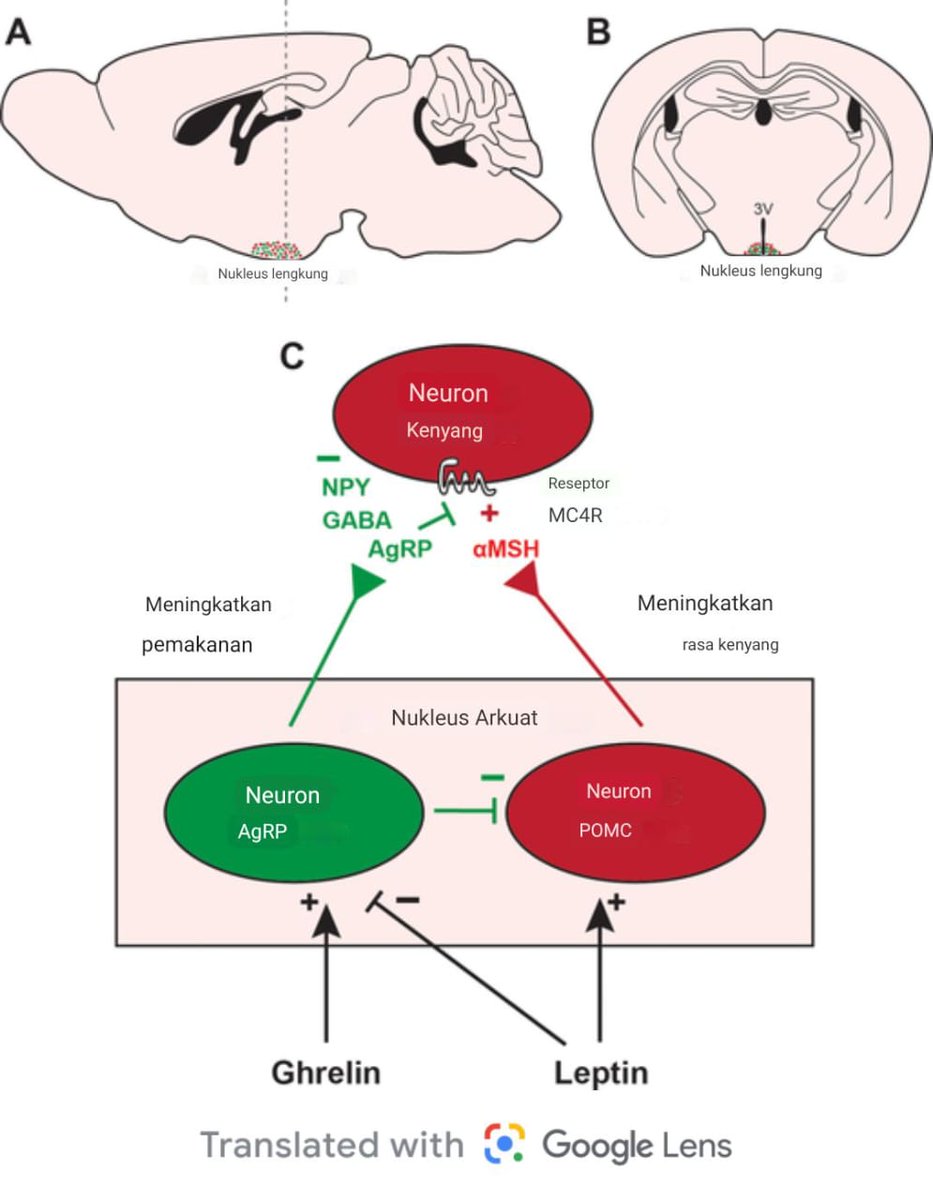 A
B
3V
Nukleus lengkung
Nukleus lengkung
C
Neuron
Kenyang
−
NPY
GABA
AgRP
+
αMSH
Reseptor
MC4R
Meningkatkan
pemakanan
Meningkatkan
rasa kenyang
Nukleus Arkuat
Neuron
AgRP
−
Neuron
POMC
+
−
+
Ghrelin
Leptin
Translated with Google Lens